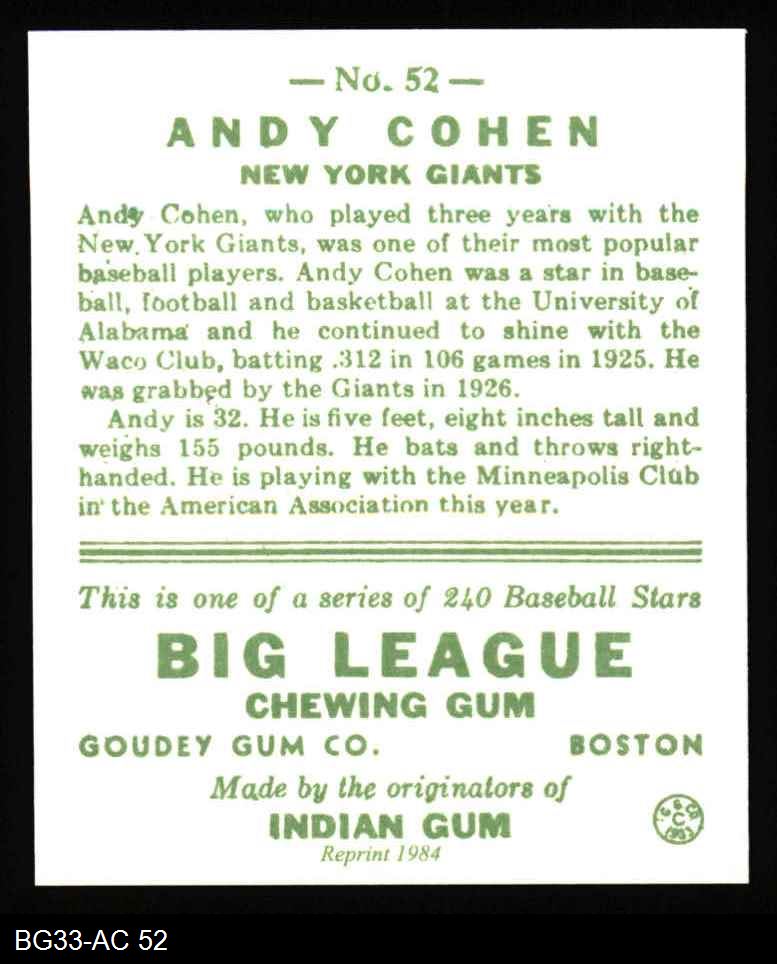 — No. 52 —
ANDY COHEN
NEW YORK GIANTS
Andy Cohen, who played three years with the
New York Giants, was one of their most popular
baseball players. Andy Cohen was a star in base-
ball, football and basketball at the University of
Alabama and he continued to shine with the
Waco Club, batting .312 in 106 games in 1925. He
was grabbed by the Giants in 1926.
Andy is 32. He is five feet, eight inches tall and
weighs 155 pounds. He bats and throws right-
handed. He is playing with the Minneapolis Club
in the American Association this year.
This is one of a series of 240 Baseball Stars
BIG LEAGUE
CHEWING GUM
GOUDEY GUM CO. BOSTON
Made by the originators of
INDIAN GUM
G. G. CO.
C
1933
Reprint 1984
BG33-AC 52